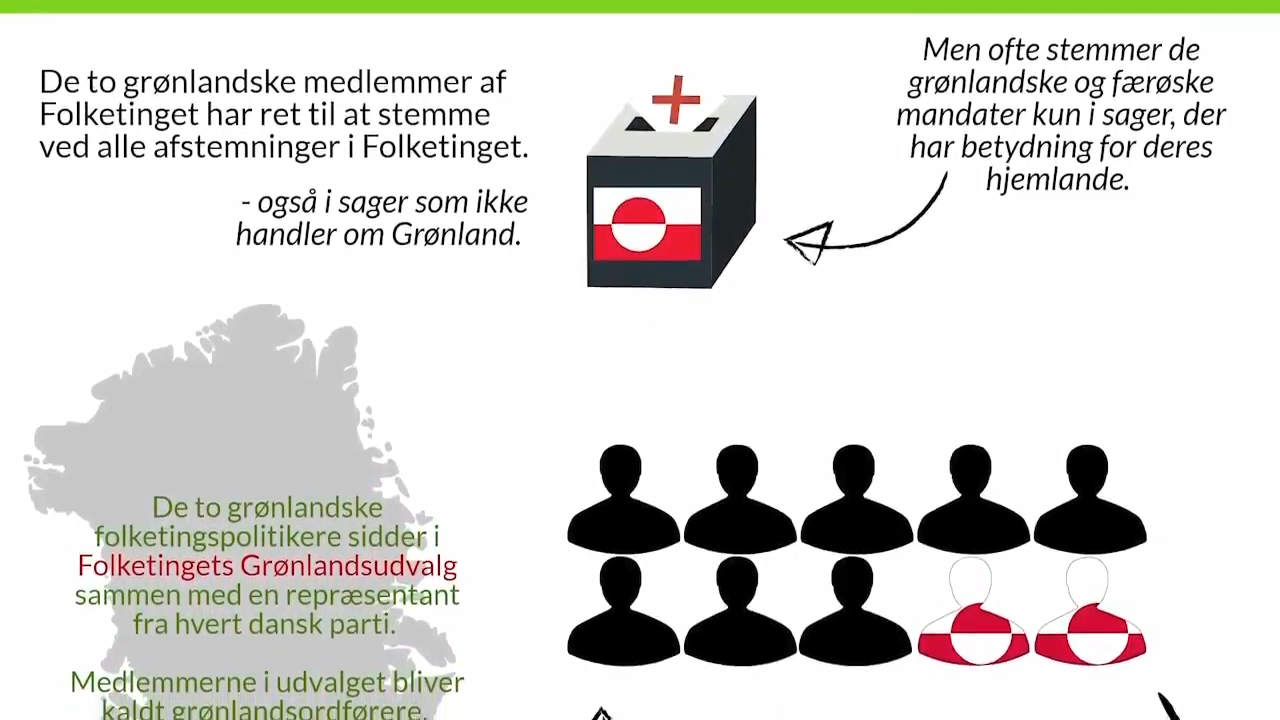 De to grønlandske medlemmer af
Folketinget har ret til at stemme
ved alle afstemninger i Folketinget.
- også i sager som ikke
handler om Grønland.
Men ofte stemmer de
grønlandske og færøske
mandater kun i sager, der
har betydning for deres
hjemlande.
De to grønlandske
folketingspolitikere sidder i
Folketingets Grønlandsudvalg
sammen med en repræsentant
fra hvert dansk parti.
Medlemmerne i udvalget bliver
kaldt grønlandsordførere.